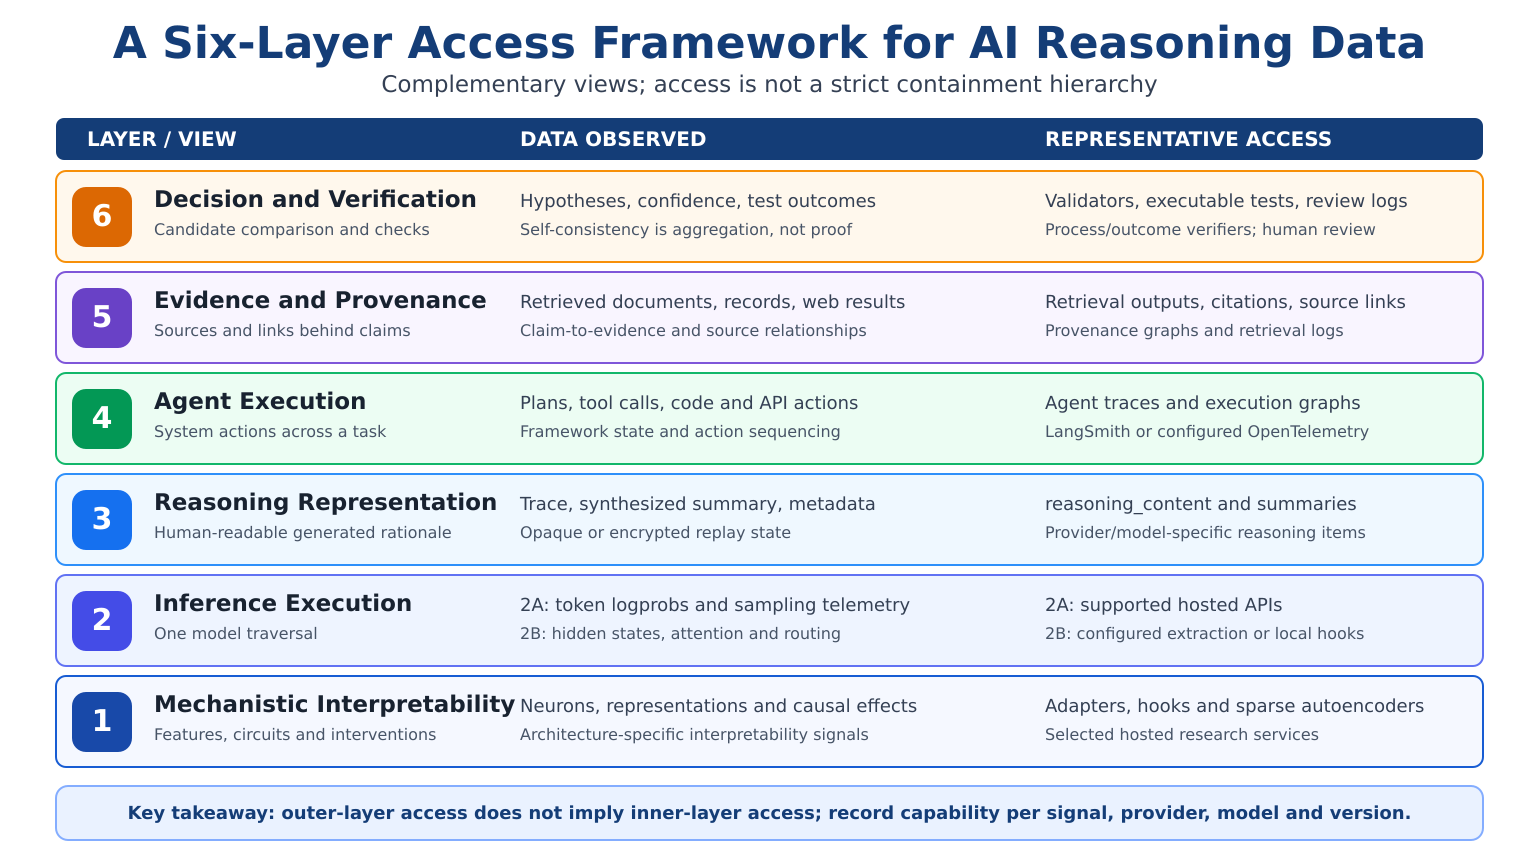 A Six-Layer Access Framework for AI Reasoning Data
Complementary views; access is not a strict containment hierarchy
LAYER / VIEW DATA OBSERVED REPRESENTATIVE ACCESS
6 Decision and Verification Hypotheses, confidence, test outcomes Validators, executable tests, review logs
Candidate comparison and checks Self-consistency is aggregation, not proof Process/outcome verifiers; human review
5 Evidence and Provenance Retrieved documents, records, web results Retrieval outputs, citations, source links
Sources and links behind claims Claim-to-evidence and source relationships Provenance graphs and retrieval logs
4 Agent Execution Plans, tool calls, code and API actions Agent traces and execution graphs
System actions across a task Framework state and action sequencing LangSmith or configured OpenTelemetry
3 Reasoning Representation Trace, synthesized summary, metadata reasoning_content and summaries
Human-readable generated rationale Opaque or encrypted replay state Provider/model-specific reasoning items
2 Inference Execution 2A: token logprobs and sampling telemetry 2A: supported hosted APIs
One model traversal 2B: hidden states, attention and routing 2B: configured extraction or local hooks
1 Mechanistic Interpretability Neurons, representations and causal effects Adapters, hooks and sparse autoencoders
Features, circuits and interventions Architecture-specific interpretability signals Selected hosted research services
Key takeaway: outer-layer access does not imply inner-layer access; record capability per signal, provider, model and version.